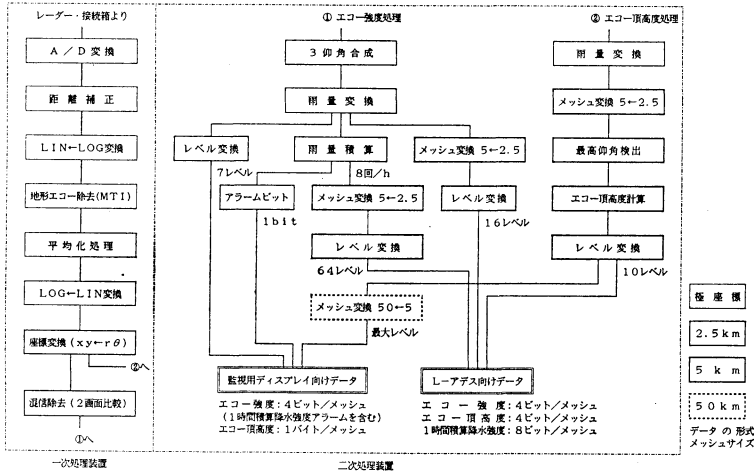 レーダー・接続箱より
A/D変換
距離補正
LIN←LOG変換
地形エコー除去(MTI)
平均化処理
LOG←LIN変換
座標変換(xy←rθ)
②へ
混信除去(2画面比較)
①へ
一次処理装置
① エコー強度処理
3仰角合成
雨量変換
レベル変換
7レベル
雨量積算
8回/h
メッシュ変換 5←2.5
アラームビット
1bit
メッシュ変換 5←2.5
レベル変換
16レベル
レベル変換
64レベル
メッシュ変換 50←5
最大レベル
② エコー頂高度処理
雨量変換
メッシュ変換 5←2.5
最高仰角検出
エコー頂高度計算
レベル変換
10レベル
監視用ディスプレイ向けデータ
エコー強度:4ビット/メッシュ
(1時間積算降水強度アラームを含む)
エコー頂高度:1バイト/メッシュ
L-アデス向けデータ
エコー強度:4ビット/メッシュ
エコー頂高度:4ビット/メッシュ
1時間積算降水強度:8ビット/メッシュ
二次処理装置
極座標
2.5km
5km
50km
データの形式
メッシュサイズ